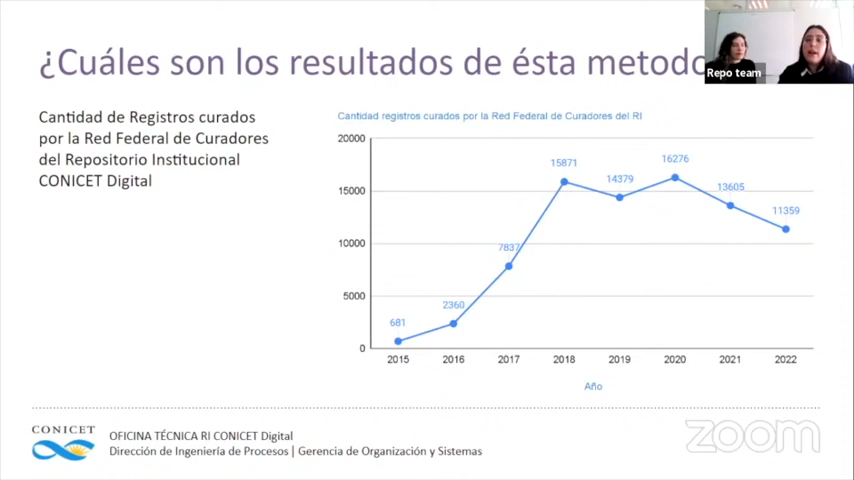 ¿Cuáles son los resultados de ésta metodo
Repo team
Cantidad de Registros curados
por la Red Federal de Curadores
del Repositorio Institucional
CONICET Digital
Cantidad registros curados por la Red Federal de Curadores del RI
20000
15000
10000
5000
0
681
2360
7837
15871
14379
16276
13605
11359
2015 2016 2017 2018 2019 2020 2021 2022
Año
CONICET
OFICINA TÉCNICA RI CONICET Digital
Dirección de Ingeniería de Procesos | Gerencia de Organización y Sistemas
zoom